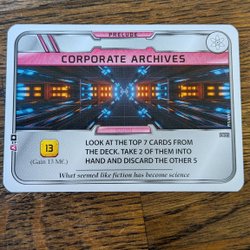 PRELUDE
CORPORATE ARCHIVES
13
(Gain 13 MC)
LOOK AT THE TOP 7 CARDS FROM
THE DECK. TAKE 2 OF THEM INTO
HAND AND DISCARD THE OTHER 5
What seemed like fiction has become science